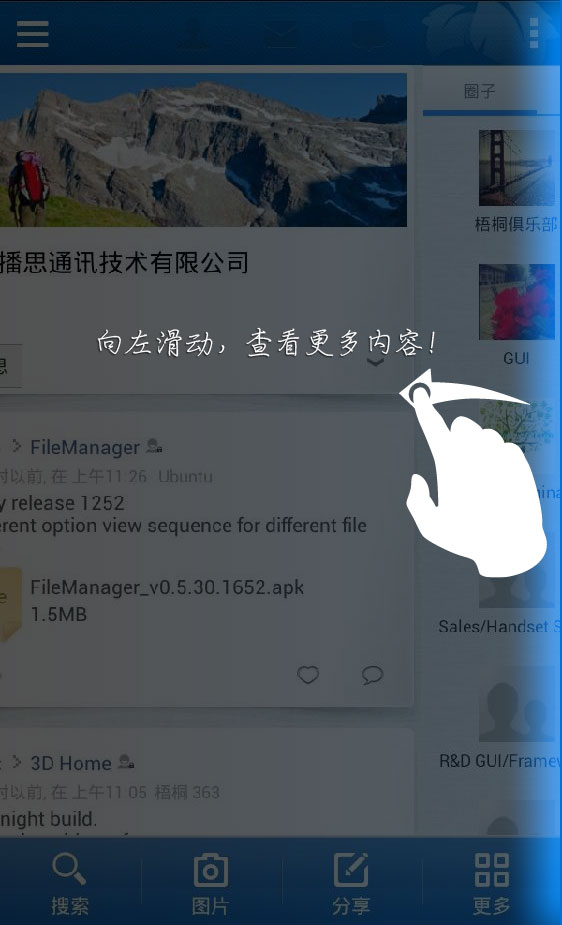 圈子
梧桐俱乐部
播思通讯技术有限公司
向左滑动，查看更多内容！
GUI
FileManager
以前, 在 上午11:26 Ubuntu
release 1252
erent option view sequence for different file
FileManager_v0.5.30.1652.apk
1.5MB
Sales/Handset S
3D Home
以前, 在 上午11:05 梧桐 363
R&D GUI/Frame
night build.
搜索
图片
分享
更多